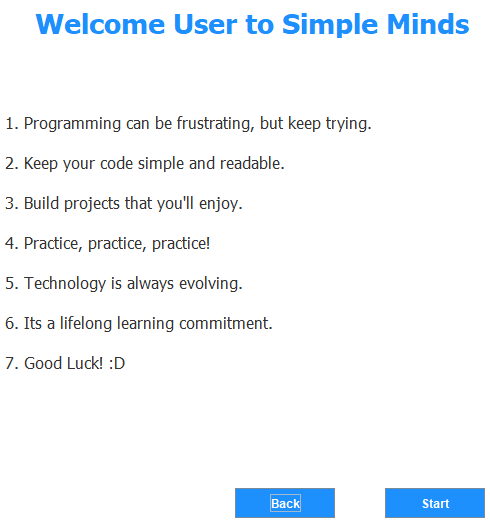 Welcome User to Simple Minds
1. Programming can be frustrating, but keep trying.
2. Keep your code simple and readable.
3. Build projects that you'll enjoy.
4. Practice, practice, practice!
5. Technology is always evolving.
6. Its a lifelong learning commitment.
7. Good Luck! :D
Back
Start